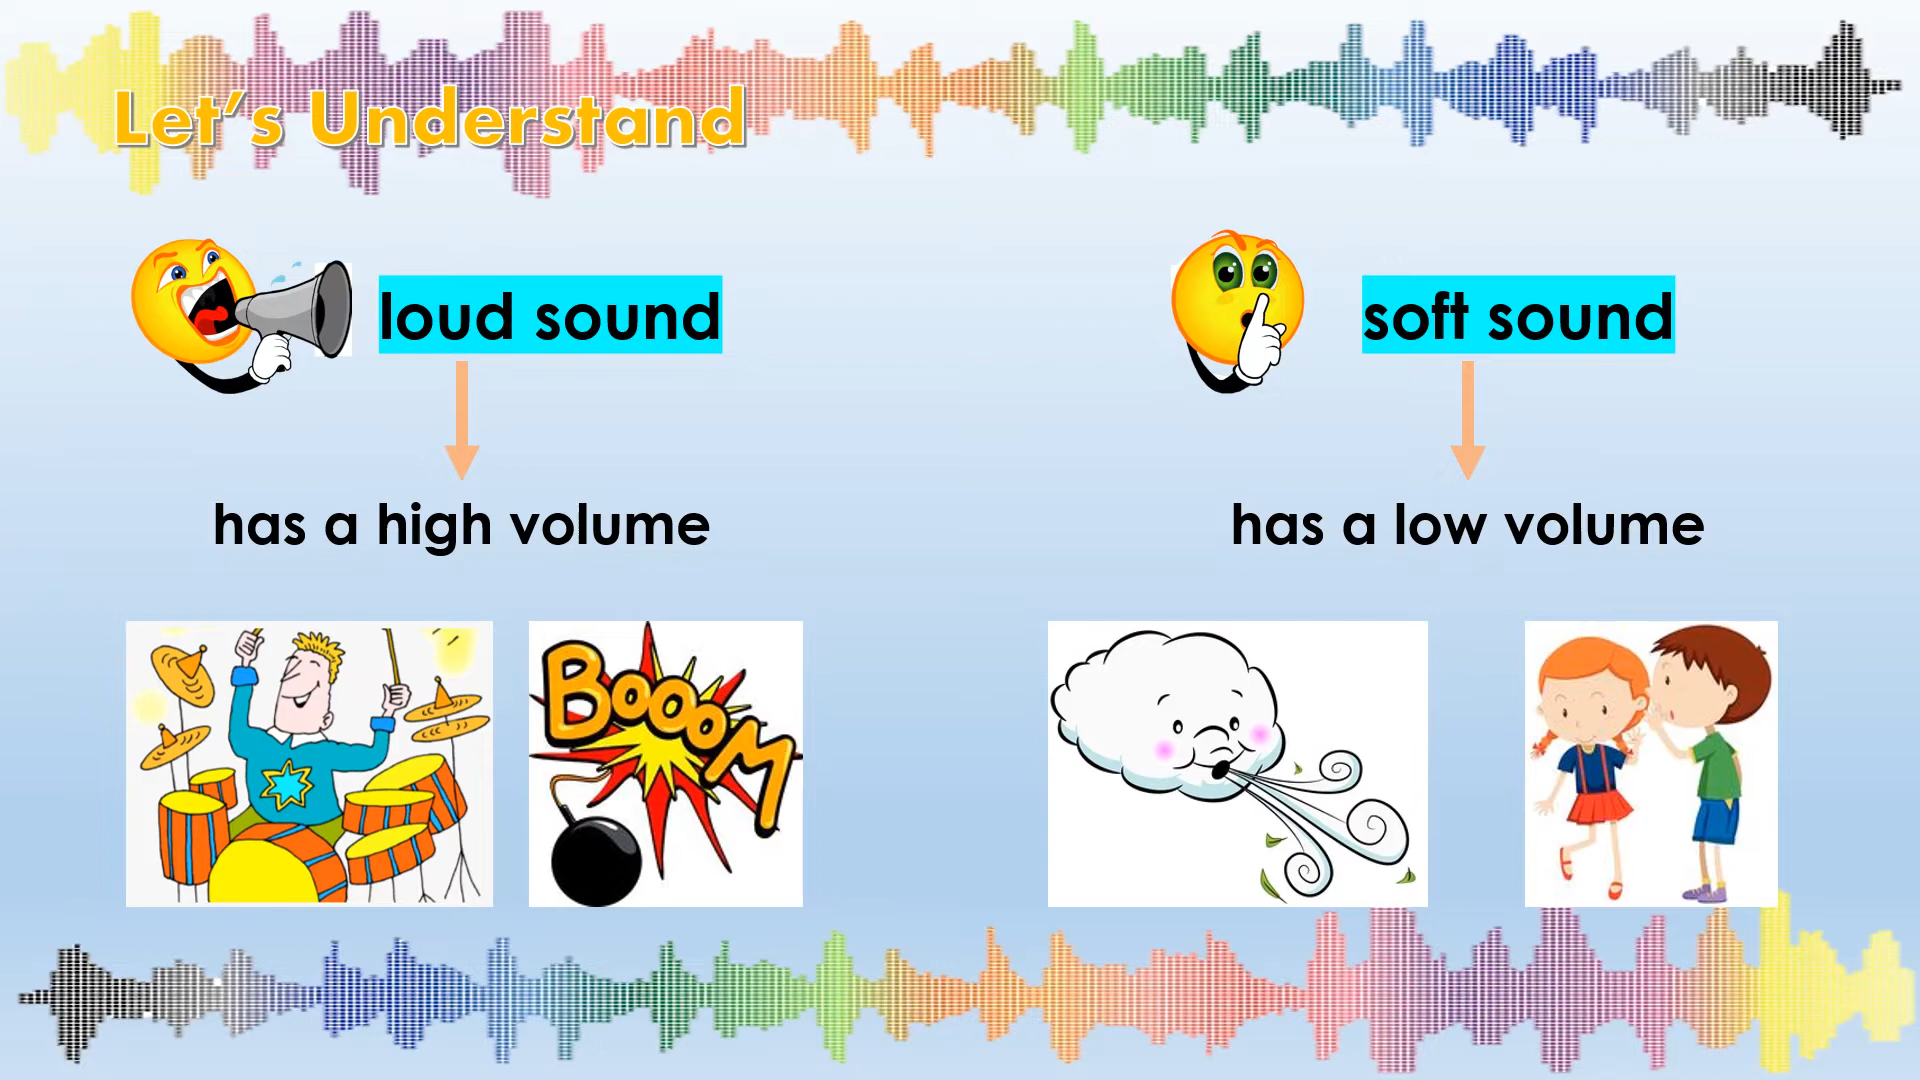 Let’s Understand
loud sound
soft sound
has a high volume
has a low volume
BOOOM